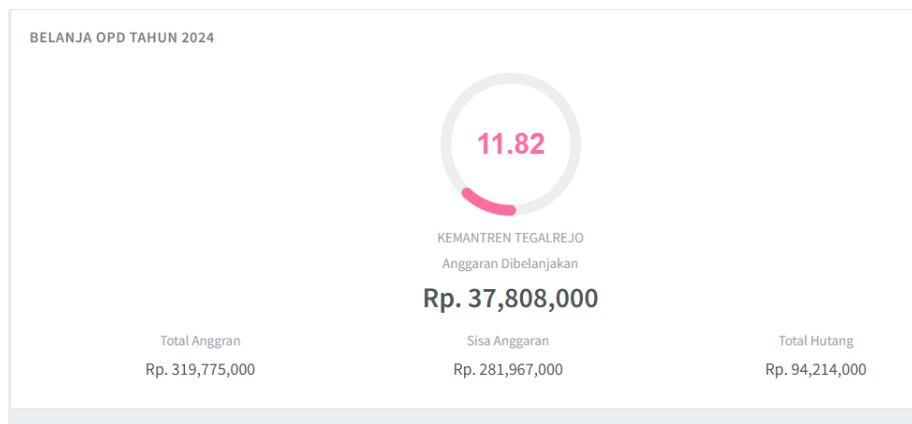 BELANJA OPD TAHUN 2024
11.82
KEMANTREN TEGALREJO
Anggaran Dibelanjakan
Rp. 37,808,000
Total Anggran Sisa Anggaran Total Hutang
Rp. 319,775,000 Rp. 281,967,000 Rp. 94,214,000